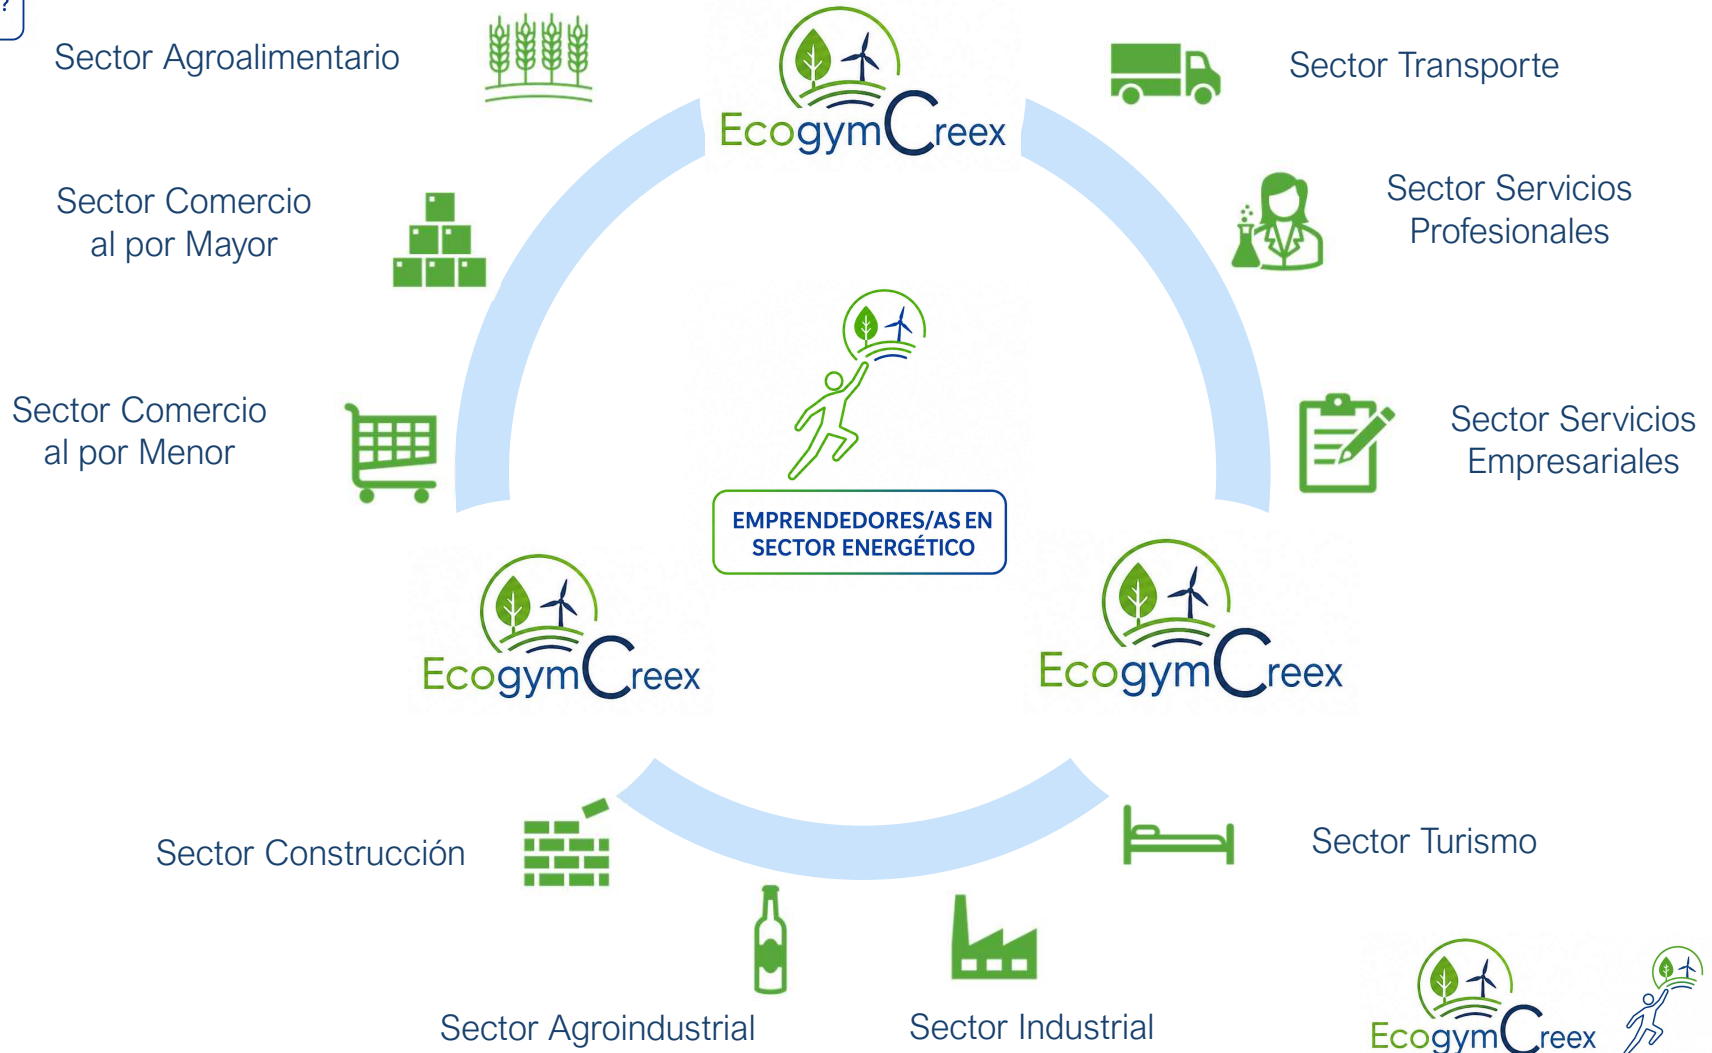 ?
EcogymCreex
Sector Agroalimentario
Sector Transporte
Sector Comercio
al por Mayor
Sector Servicios
Profesionales
Sector Comercio
al por Menor
Sector Servicios
Empresariales
EMPRENDEDORES/AS EN
SECTOR ENERGÉTICO
EcogymCreex
EcogymCreex
Sector Construcción
Sector Turismo
Sector Agroindustrial
Sector Industrial
EcogymCreex